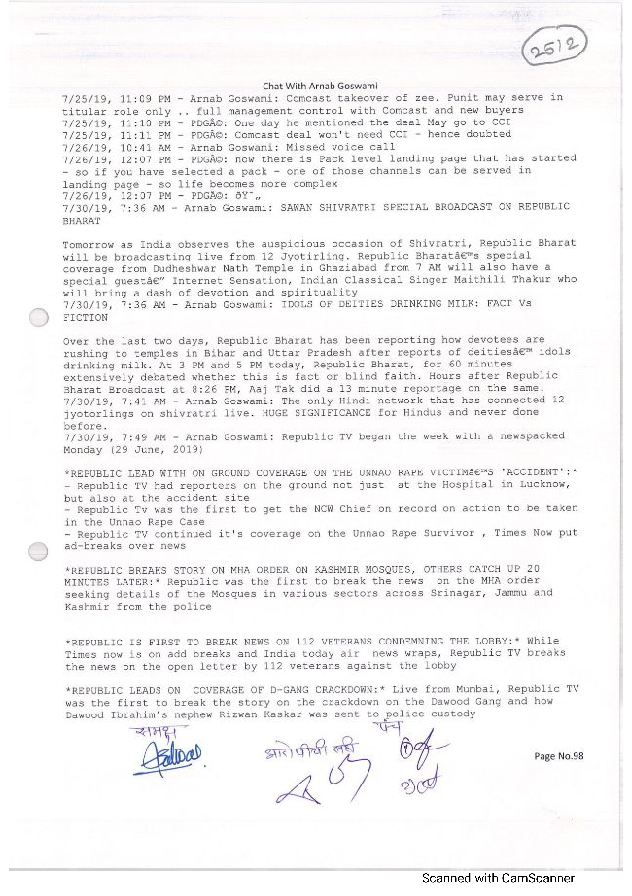 2512
Chat With Arnab Goswami
7/25/19, 11:09 PM - Arnab Goswami: Comcast takeover of zee. Punit may serve in
titular role only .. full management control with Comcast and new buyers
7/25/19, 11:10 PM - PDGÃ©: One day he mentioned the deal May go to CCI
7/25/19, 11:11 PM - PDGÃ©: Comcast deal won't need CCI - hence doubted
7/26/19, 10:41 AM - Arnab Goswami: Missed voice call
7/26/19, 12:07 PM - PDGÃ©: now there is Pack level landing page that has started
- so if you have selected a pack - one of those channels can be served in
landing page - so life becomes more complex
7/26/19, 12:07 PM - PDGÃ©: ðŸ˜„
7/30/19, 7:36 AM - Arnab Goswami: SAWAN SHIVRATRI SPECIAL BROADCAST ON REPUBLIC
BHARAT
Tomorrow as India observes the auspicious occasion of Shivratri, Republic Bharat
will be broadcasting live from 12 Jyotirling. Republic Bharatâ€™s special
coverage from Dudheshwar Nath Temple in Ghaziabad from 7 AM will also have a
special guestâ€” Internet Sensation, Indian Classical Singer Maithili Thakur who
will bring a dash of devotion and spirituality
7/30/19, 7:36 AM - Arnab Goswami: IDOLS OF DEITIES DRINKING MILK: FACT Vs
FICTION
Over the last two days, Republic Bharat has been reporting how devotees are
rushing to temples in Bihar and Uttar Pradesh after reports of deitiesâ€™ idols
drinking milk. At 3 PM and 5 PM today, Republic Bharat, for 60 minutes
extensively debated whether this is fact or blind faith. Hours after Republic
Bharat Broadcast at 8:26 PM, Aaj Tak did a 13 minute reportage on the same.
7/30/19, 7:41 AM - Arnab Goswami: The only Hindi network that has connected 12
jyotorlings on shivratri live. HUGE SIGNIFICANCE for Hindus and never done
before.
7/30/19, 7:49 AM - Arnab Goswami: Republic TV began the week with a newspacked
Monday (29 June, 2019)
*REPUBLIC LEAD WITH ON GROUND COVERAGE ON THE UNNAO RAPE VICTIMâ€™S 'ACCIDENT':*
- Republic TV had reporters on the ground not just at the Hospital in Lucknow,
but also at the accident site
- Republic Tv was the first to get the NCW Chief on record on action to be taken
in the Unnao Rape Case
- Republic TV continued it's coverage on the Unnao Rape Survivor , Times Now put
ad-breaks over news
*REPUBLIC BREAKS STORY ON MHA ORDER ON KASHMIR MOSQUES, OTHERS CATCH UP 20
MINUTES LATER:* Republic was the first to break the news on the MHA order
seeking details of the Mosques in various sectors across Srinagar, Jammu and
Kashmir from the police
*REPUBLIC IS FIRST TO BREAK NEWS ON 112 VETERANS CONDEMNING THE LOBBY:* While
Times now is on add breaks and India today air news wraps, Republic TV breaks
the news on the open letter by 112 veterans against the lobby
*REPUBLIC LEADS ON COVERAGE OF D-GANG CRACKDOWN:* Live from Mumbai, Republic TV
was the first to break the story on the crackdown on the Dawood Gang and how
Dawood Ibrahim's nephew Rizwan Kaskar was sent to police custody
समक्ष
पंच
आरोपीची सही
Page No.98
Scanned with CamScanner